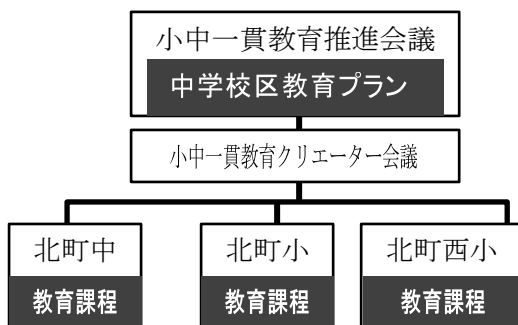 小中一貫教育推進会議
中学校区教育プラン
小中一貫教育クリエーター会議
北町中
教育課程
北町小
教育課程
北町西小
教育課程